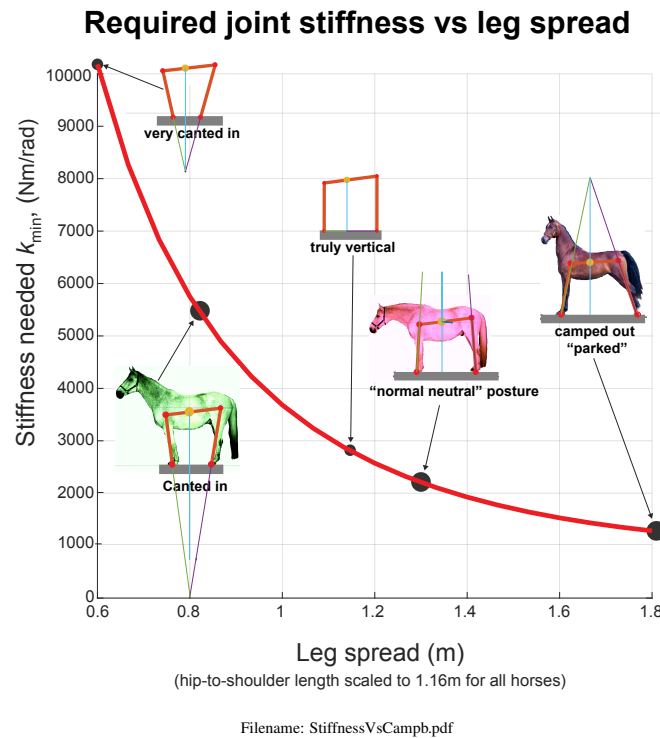 Required joint stiffness vs leg spread
Stiffness needed k_min, (Nm/rad)
10000
9000
8000
7000
6000
5000
4000
3000
2000
1000
0
very canted in
truly vertical
camped out
“parked”
“normal neutral” posture
Canted in
0.6
0.8
1
1.2
1.4
1.6
1.8
Leg spread (m)
(hip-to-shoulder length scaled to 1.16m for all horses)
Filename: StiffnessVsCampb.pdf